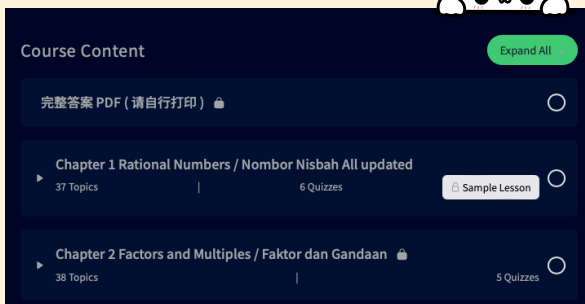 Course Content
Expand All
完整答案 PDF ( 请自行打印 )
Chapter 1 Rational Numbers / Nombor Nisbah All updated
37 Topics | 6 Quizzes
Sample Lesson
Chapter 2 Factors and Multiples / Faktor dan Gandaan
38 Topics | 5 Quizzes